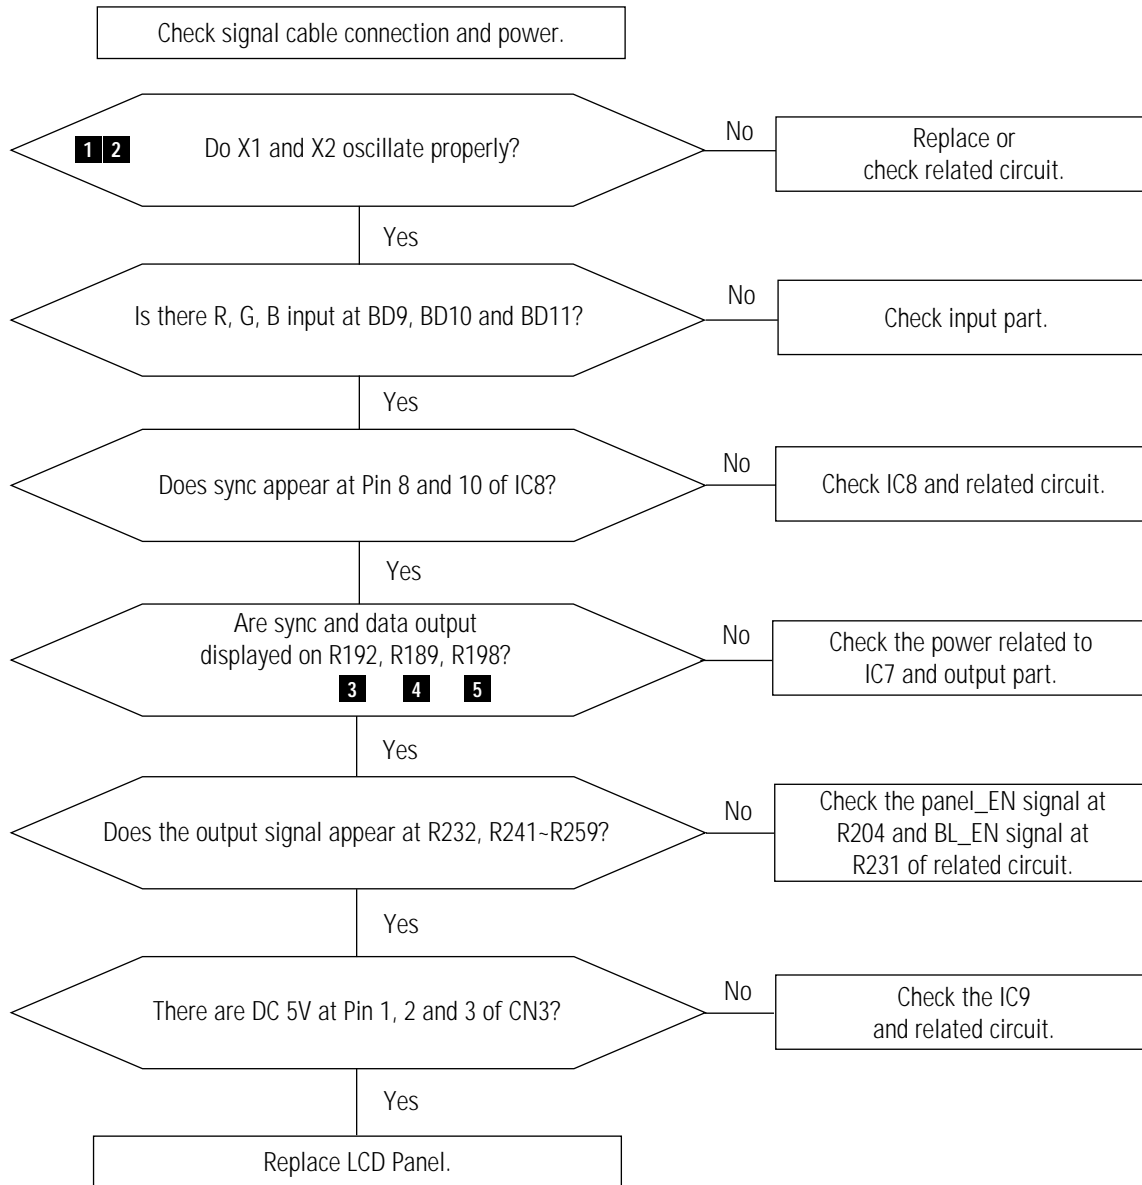 Check signal cable connection and power.
1 2 Do X1 and X2 oscillate properly?
No
Replace or
check related circuit.
Yes
Is there R, G, B input at BD9, BD10 and BD11?
No
Check input part.
Yes
Does sync appear at Pin 8 and 10 of IC8?
No
Check IC8 and related circuit.
Yes
Are sync and data output
displayed on R192, R189, R198?
3 4 5
No
Check the power related to
IC7 and output part.
Yes
Does the output signal appear at R232, R241~R259?
No
Check the panel_EN signal at
R204 and BL_EN signal at
R231 of related circuit.
Yes
There are DC 5V at Pin 1, 2 and 3 of CN3?
No
Check the IC9
and related circuit.
Yes
Replace LCD Panel.